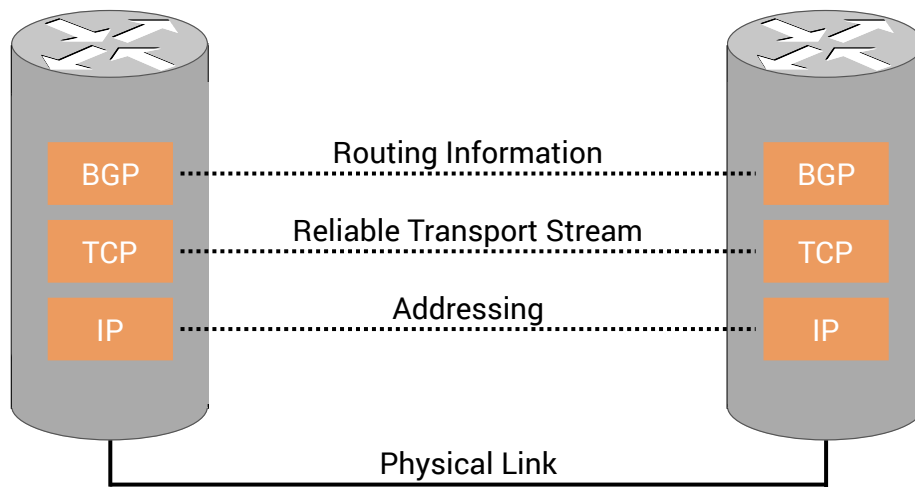 Routing Information
BGP
BGP
Reliable Transport Stream
TCP
TCP
Addressing
IP
IP
Physical Link